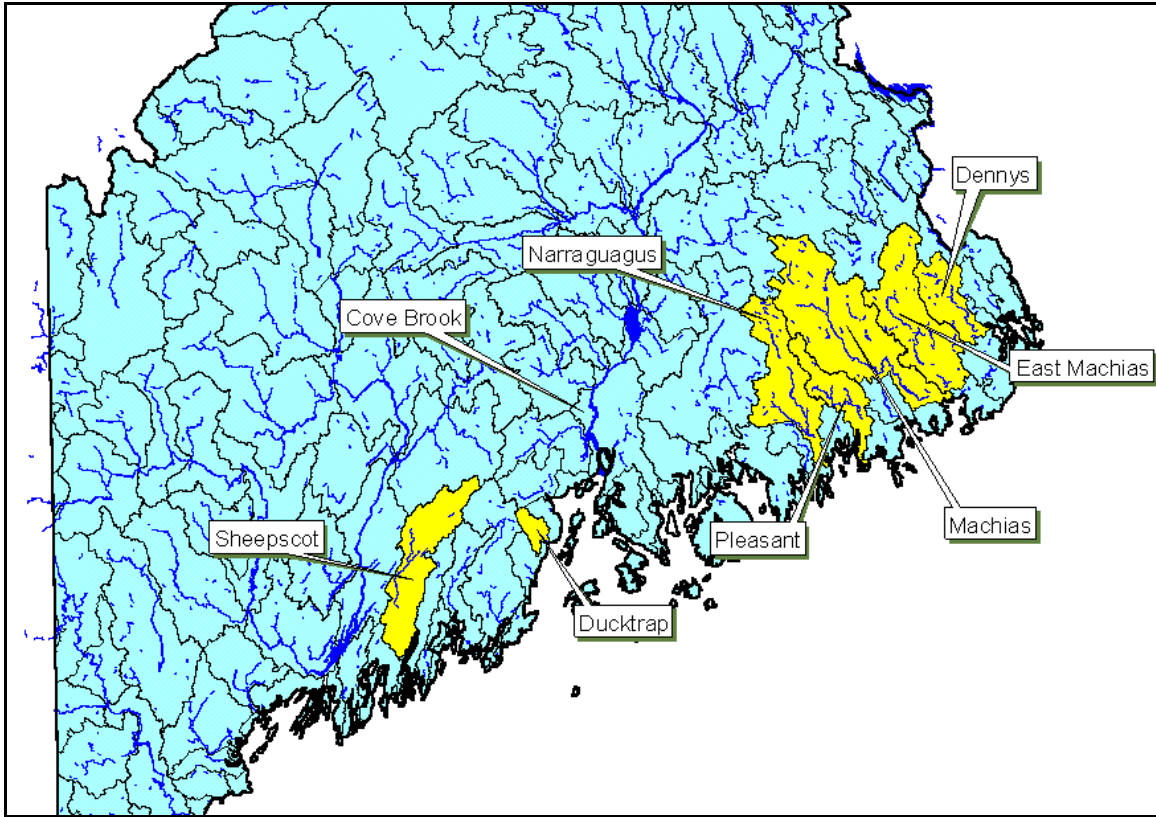 Dennys
Narraguagus
Cove Brook
East Machias
Sheepscot
Pleasant
Machias
Ducktrap